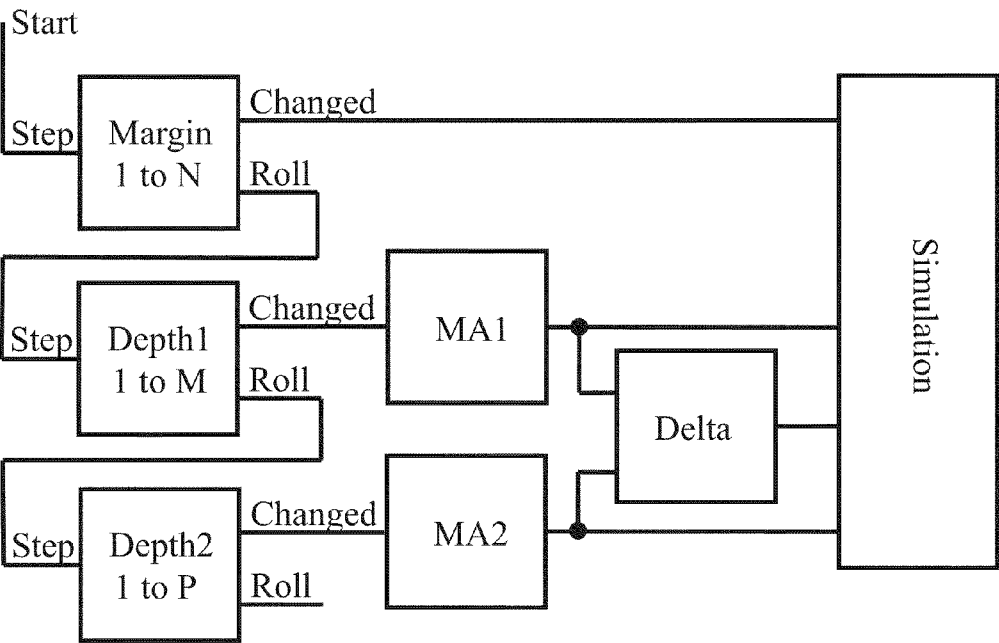 Start
Step
Margin
1 to N
Changed
Roll
Step
Depth1
1 to M
Changed
Roll
MA1
Delta
Simulation
Step
Depth2
1 to P
Changed
Roll
MA2